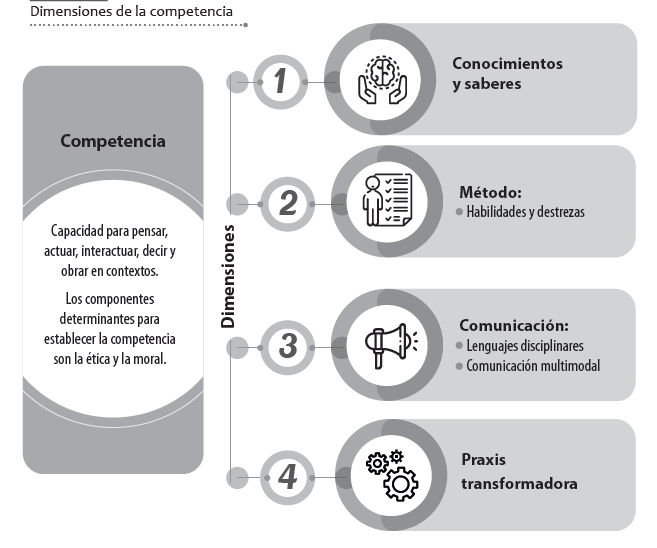 Dimensiones de la competencia
Competencia
Capacidad para pensar,
actuar, interactuar, decir y
obrar en contextos.
Los componentes
determinantes para
establecer la competencia
son la ética y la moral.
Dimensiones
1
Conocimientos
y saberes
2
Método:
Habilidades y destrezas
3
Comunicación:
Lenguajes disciplinares
Comunicación multimodal
4
Praxis
transformadora